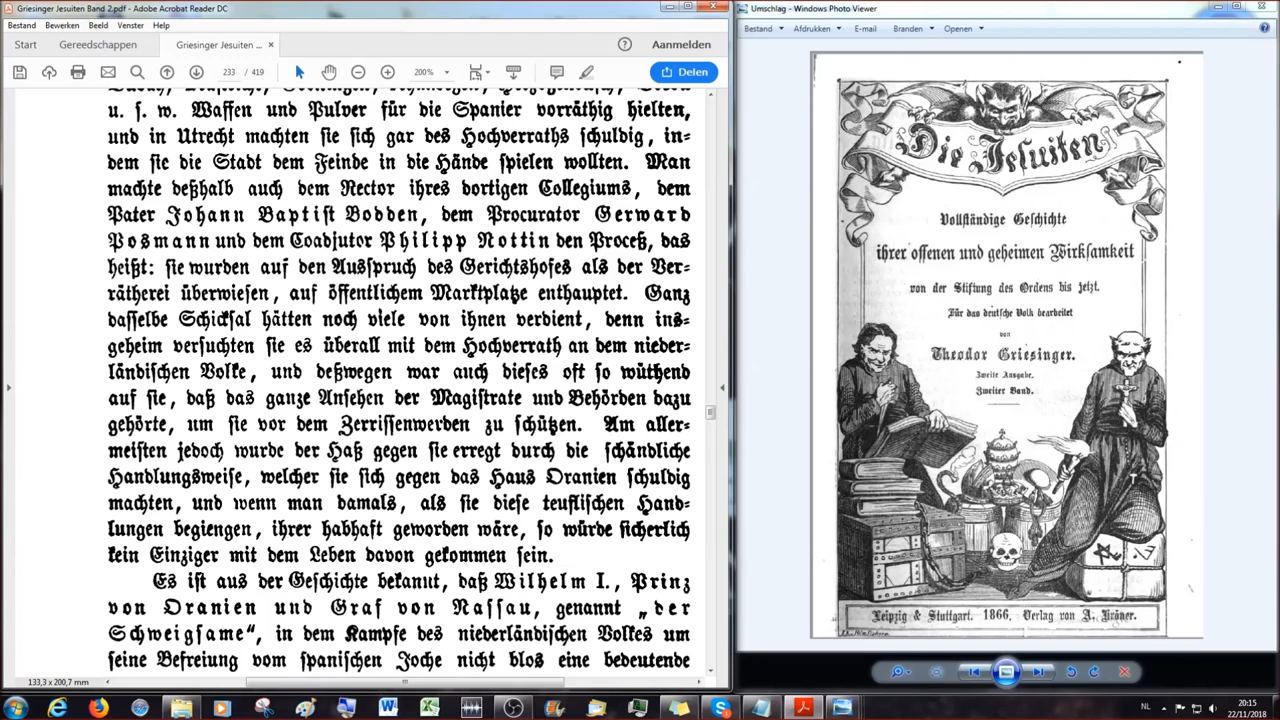 Griesinger Jesuiten Band 2.pdf - Adobe Acrobat Reader DC
Bestand Bewerken Beeld Venster Help
Start Gereedschappen Griesinger Jesuiten ... × Aanmelden
233 / 419 200% Delen
u. ſ. w. Waffen und Pulver für die Spanier vorräthig hielten,
und in Utrecht machten ſie ſich gar des Hochverraths ſchuldig, in-
dem ſie die Stadt dem Feinde in die Hände ſpielen wollten. Man
machte deßhalb auch dem Rector ihres dortigen Collegiums, dem
Pater Johann Baptiſt Bodden, dem Procurator Gerward
Posmann und dem Coadjutor Philipp Nottin den Proceß, das
heißt: ſie wurden auf den Ausſpruch des Gerichtshofes als der Ver-
rätherei überwieſen, auf öffentlichem Marktplatze enthauptet. Ganz
daſſelbe Schickſal hätten noch viele von ihnen verdient, denn ins-
geheim verſuchten ſie es überall mit dem Hochverrath an dem nieder-
ländiſchen Volke, und deßwegen war auch dieſes oft ſo wüthend
auf ſie, daß das ganze Anſehen der Magiſtrate und Behörden dazu
gehörte, um ſie vor dem Zerriſſenwerden zu ſchützen. Am aller-
meiſten jedoch wurde der Haß gegen ſie erregt durch die ſchändliche
Handlungsweiſe, welcher ſie ſich gegen das Haus Oranien ſchuldig
machten, und wenn man damals, als ſie dieſe teufliſchen Hand-
lungen begiengen, ihrer habhaft geworden wäre, ſo würde ſicherlich
kein Einziger mit dem Leben davon gekommen ſein.
Es iſt aus der Geſchichte bekannt, daß Wilhelm I., Prinz
von Oranien und Graf von Naſſau, genannt „der
Schweigſame“, in dem Kampfe des niederländiſchen Volkes um
ſeine Befreiung vom ſpaniſchen Joche nicht blos eine bedeutende
133,3 x 200,7 mm
Umschlag - Windows Photo Viewer
Bestand Afdrukken E-mail Branden Openen
Die Jeſuiten
Vollſtändige Geſchichte
ihrer offenen und geheimen Wirkſamkeit
von der Stiftung des Ordens bis jetzt.
Für das deutſche Volk bearbeitet
von
Theodor Grieſinger.
Zweite Ausgabe.
Zweiter Band.
Leipzig & Stuttgart. 1866. Verlag von A. Kröner.
NL 20:15
22/11/2018